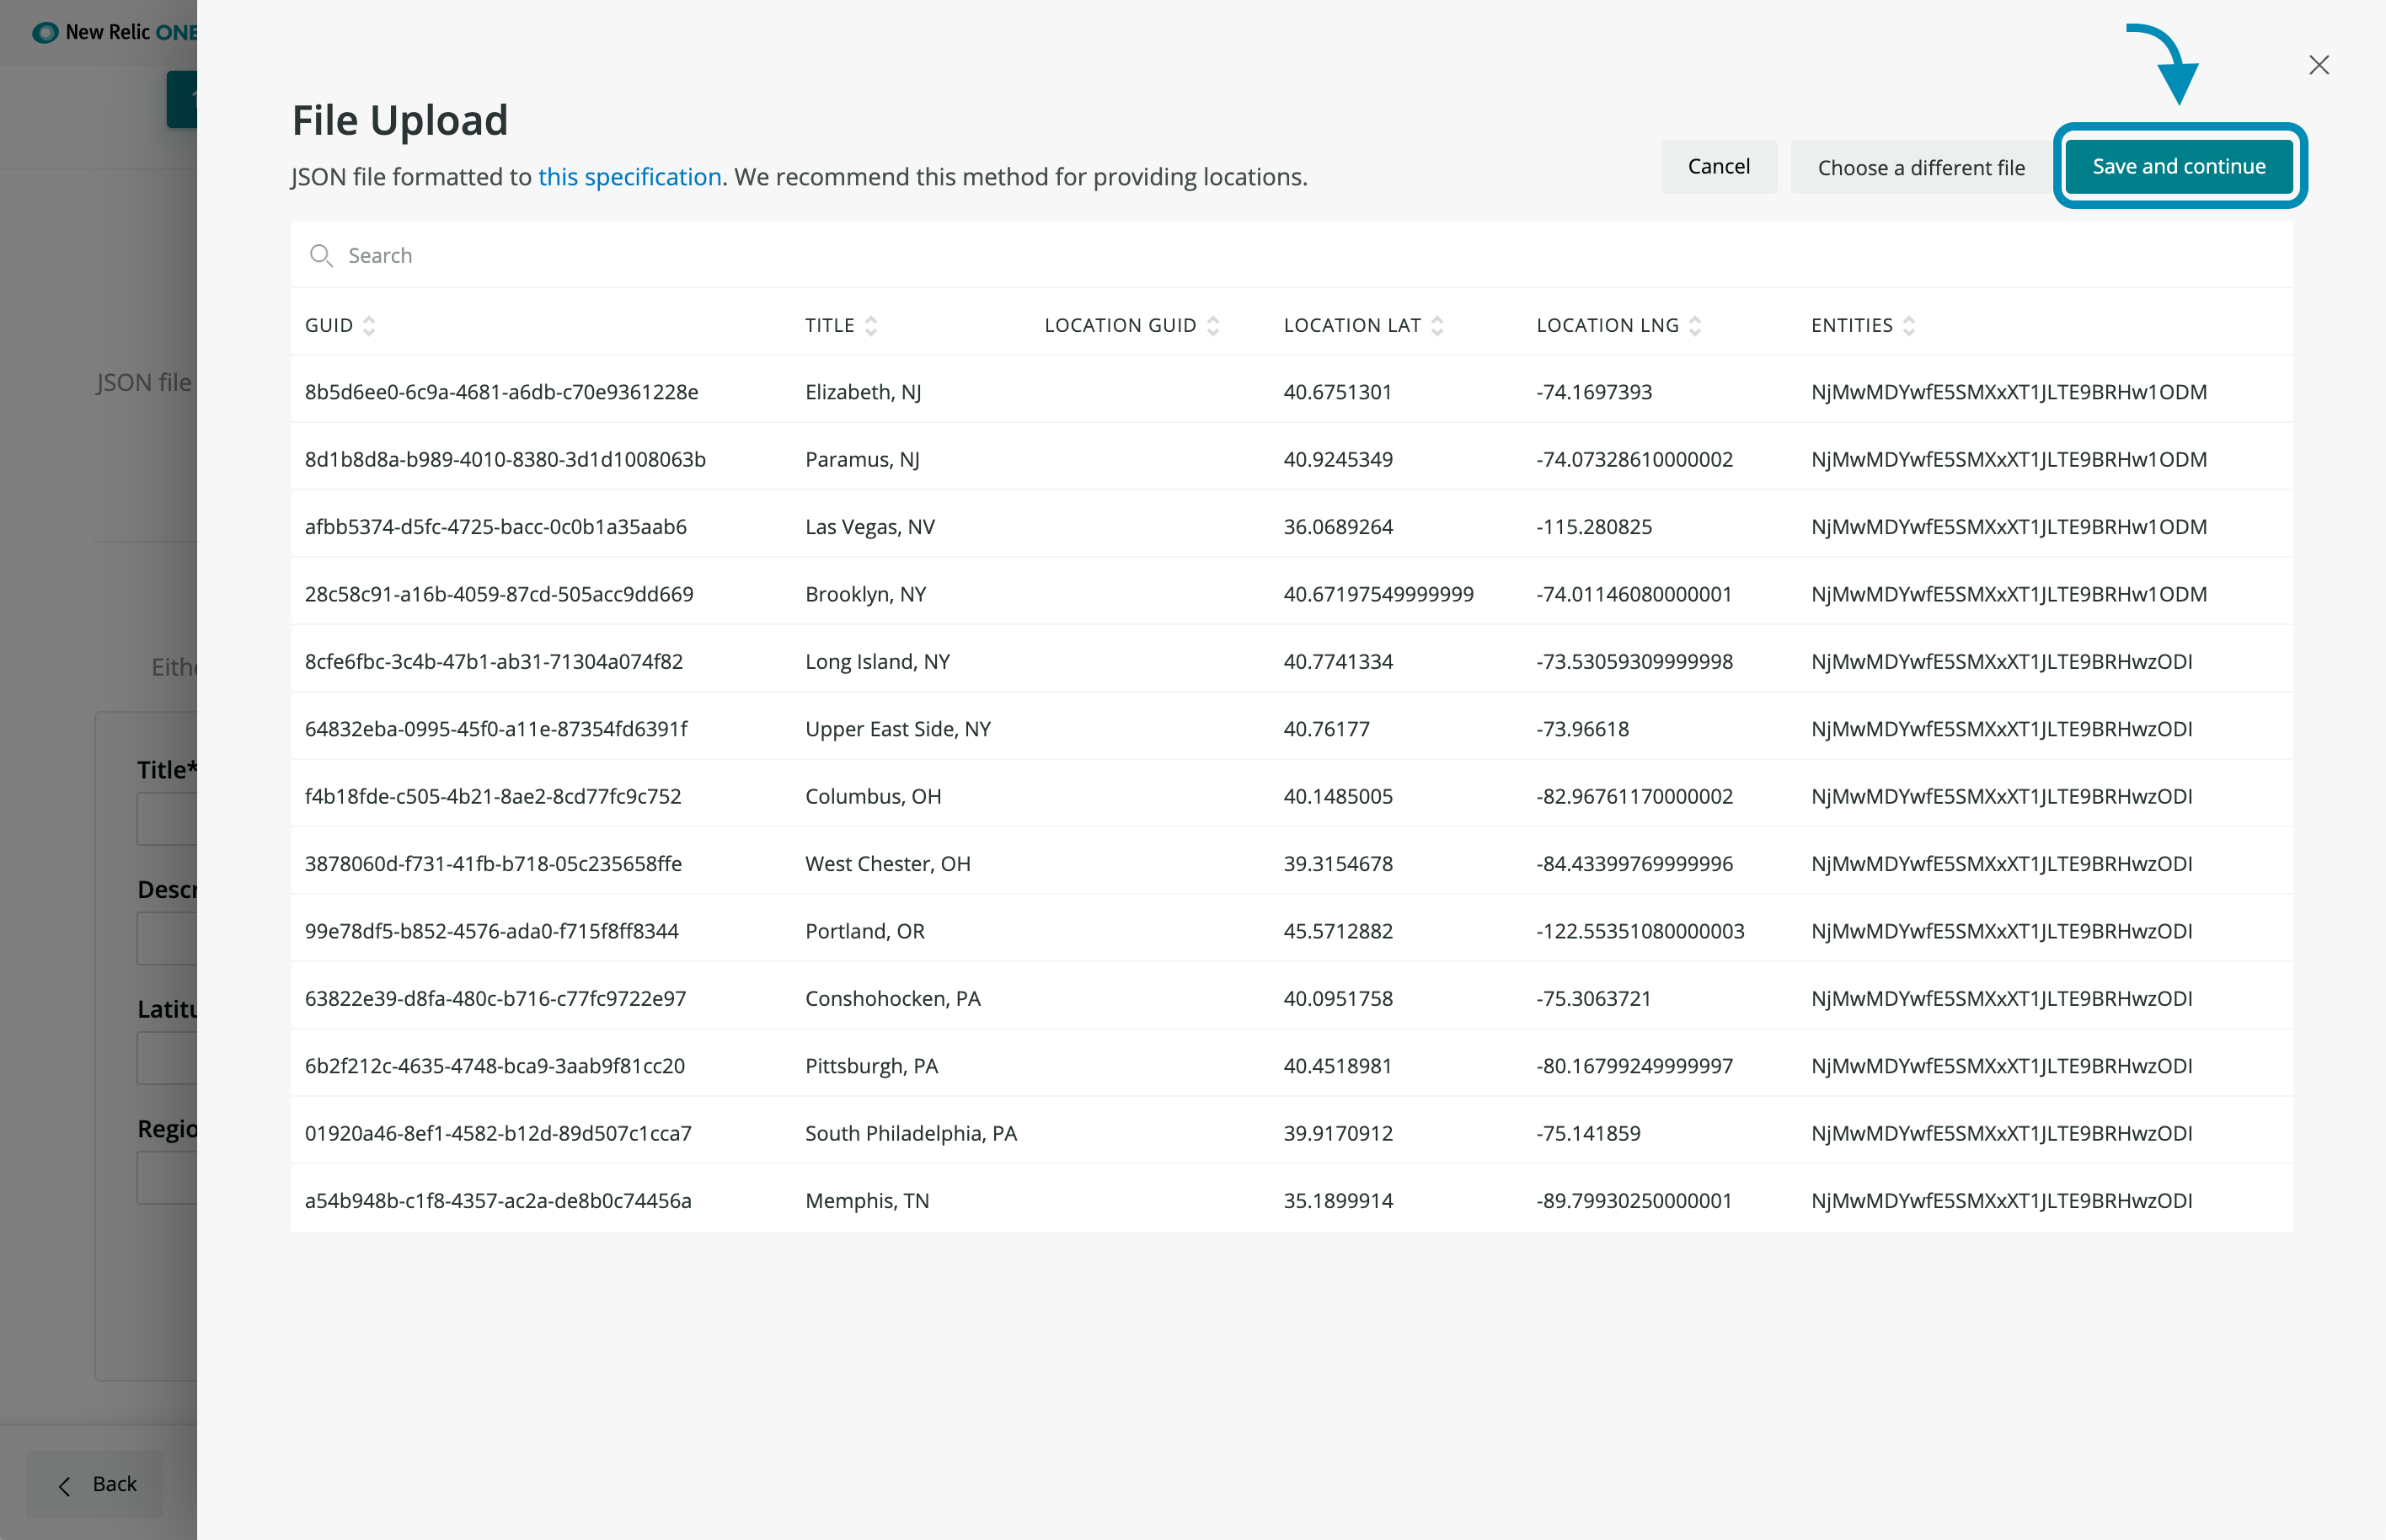 New Relic ONE
File Upload
JSON file formatted to this specification. We recommend this method for providing locations.
Cancel
Choose a different file
Save and continue
Search
GUID TITLE LOCATION GUID LOCATION LAT LOCATION LNG ENTITIES
8b5d6ee0-6c9a-4681-a6db-c70e9361228e Elizabeth, NJ 40.6751301 -74.1697393 NjMwMDYwfE5SMXxXT1JLTE9BRHw1ODM
8d1b8d8a-b989-4010-8380-3d1d1008063b Paramus, NJ 40.9245349 -74.07328610000002 NjMwMDYwfE5SMXxXT1JLTE9BRHw1ODM
afbb5374-d5fc-4725-bacc-0c0b1a35aab6 Las Vegas, NV 36.0689264 -115.280825 NjMwMDYwfE5SMXxXT1JLTE9BRHw1ODM
28c58c91-a16b-4059-87cd-505acc9dd669 Brooklyn, NY 40.67197549999999 -74.01146080000001 NjMwMDYwfE5SMXxXT1JLTE9BRHw1ODM
8cfe6fbc-3c4b-47b1-ab31-71304a074f82 Long Island, NY 40.7741334 -73.53059309999998 NjMwMDYwfE5SMXxXT1JLTE9BRHwzODI
64832eba-0995-45f0-a11e-87354fd6391f Upper East Side, NY 40.76177 -73.96618 NjMwMDYwfE5SMXxXT1JLTE9BRHwzODI
f4b18fde-c505-4b21-8ae2-8cd77fc9c752 Columbus, OH 40.1485005 -82.96761170000002 NjMwMDYwfE5SMXxXT1JLTE9BRHwzODI
3878060d-f731-41fb-b718-05c235658ffe West Chester, OH 39.3154678 -84.43399769999996 NjMwMDYwfE5SMXxXT1JLTE9BRHwzODI
99e78df5-b852-4576-ada0-f715f8ff8344 Portland, OR 45.5712882 -122.55351080000003 NjMwMDYwfE5SMXxXT1JLTE9BRHwzODI
63822e39-d8fa-480c-b716-c77fc9722e97 Conshohocken, PA 40.0951758 -75.3063721 NjMwMDYwfE5SMXxXT1JLTE9BRHwzODI
6b2f212c-4635-4748-bca9-3aab9f81cc20 Pittsburgh, PA 40.4518981 -80.16799249999997 NjMwMDYwfE5SMXxXT1JLTE9BRHwzODI
01920a46-8ef1-4582-b12d-89d507c1cca7 South Philadelphia, PA 39.9170912 -75.141859 NjMwMDYwfE5SMXxXT1JLTE9BRHwzODI
a54b948b-c1f8-4357-ac2a-de8b0c74456a Memphis, TN 35.1899914 -89.79930250000001 NjMwMDYwfE5SMXxXT1JLTE9BRHwzODI
JSON file
Title*
Back